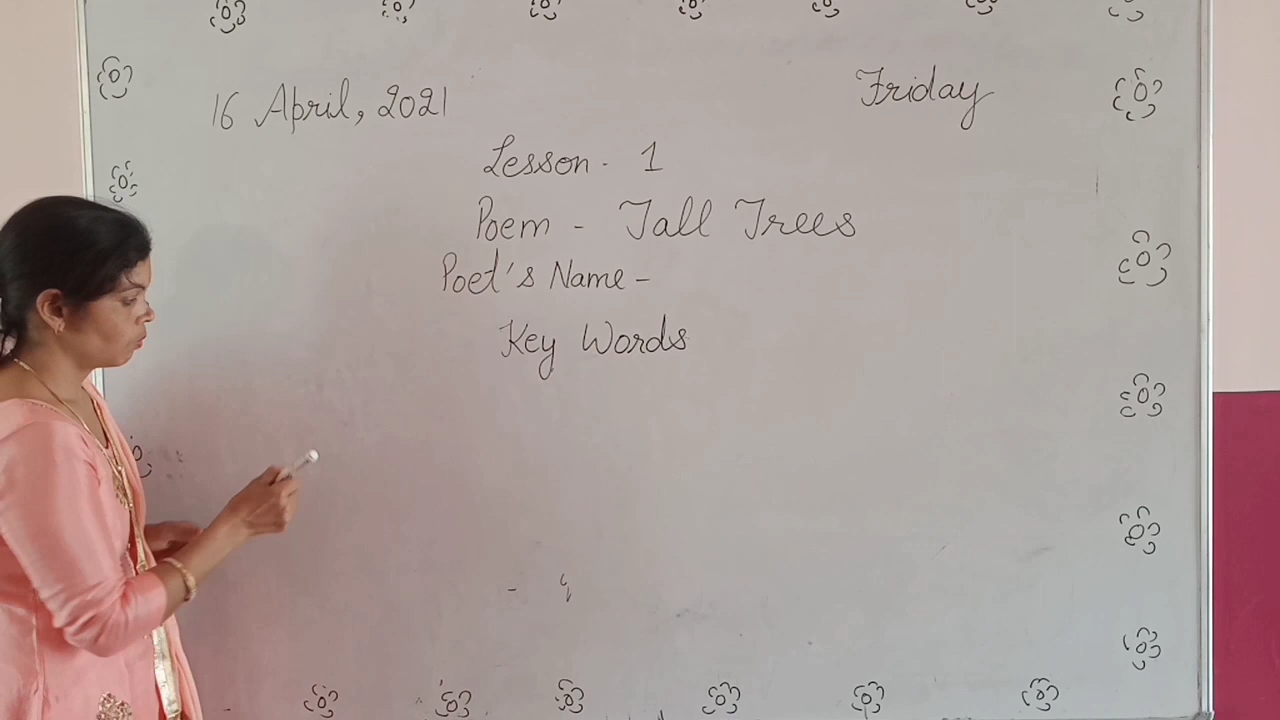 16 April, 2021 Friday
Lesson - 1
Poem - Tall Trees
Poet's Name -
Key Words